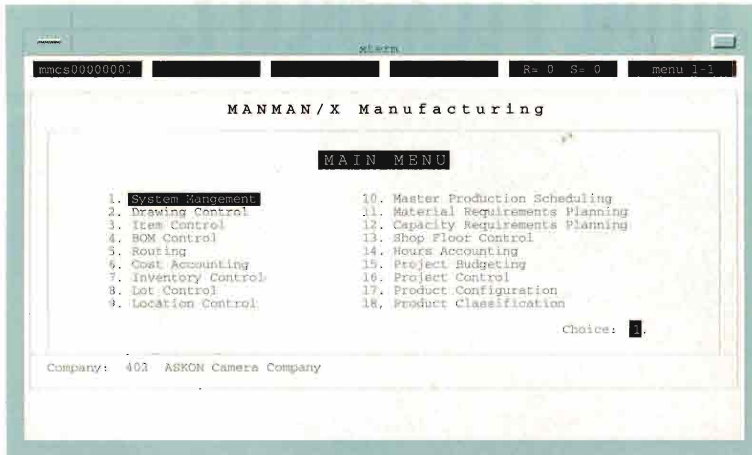 xterm
mmcs00000001 R= 0 S= 0 menu 1-1
MANMAN/X Manufacturing
MAIN MENU
1. System Mangement
2. Drawing Control
3. Item Control
4. BOM Control
5. Routing
6. Cost Accounting
7. Inventory Control
8. Lot Control
9. Location Control
10. Master Production Scheduling
11. Material Requirements Planning
12. Capacity Requirements Planning
13. Shop Floor Control
14. Hours Accounting
15. Project Budgeting
16. Project Control
17. Product Configuration
18. Product Classification
Choice: 1.
Company: ASKON Camera Company